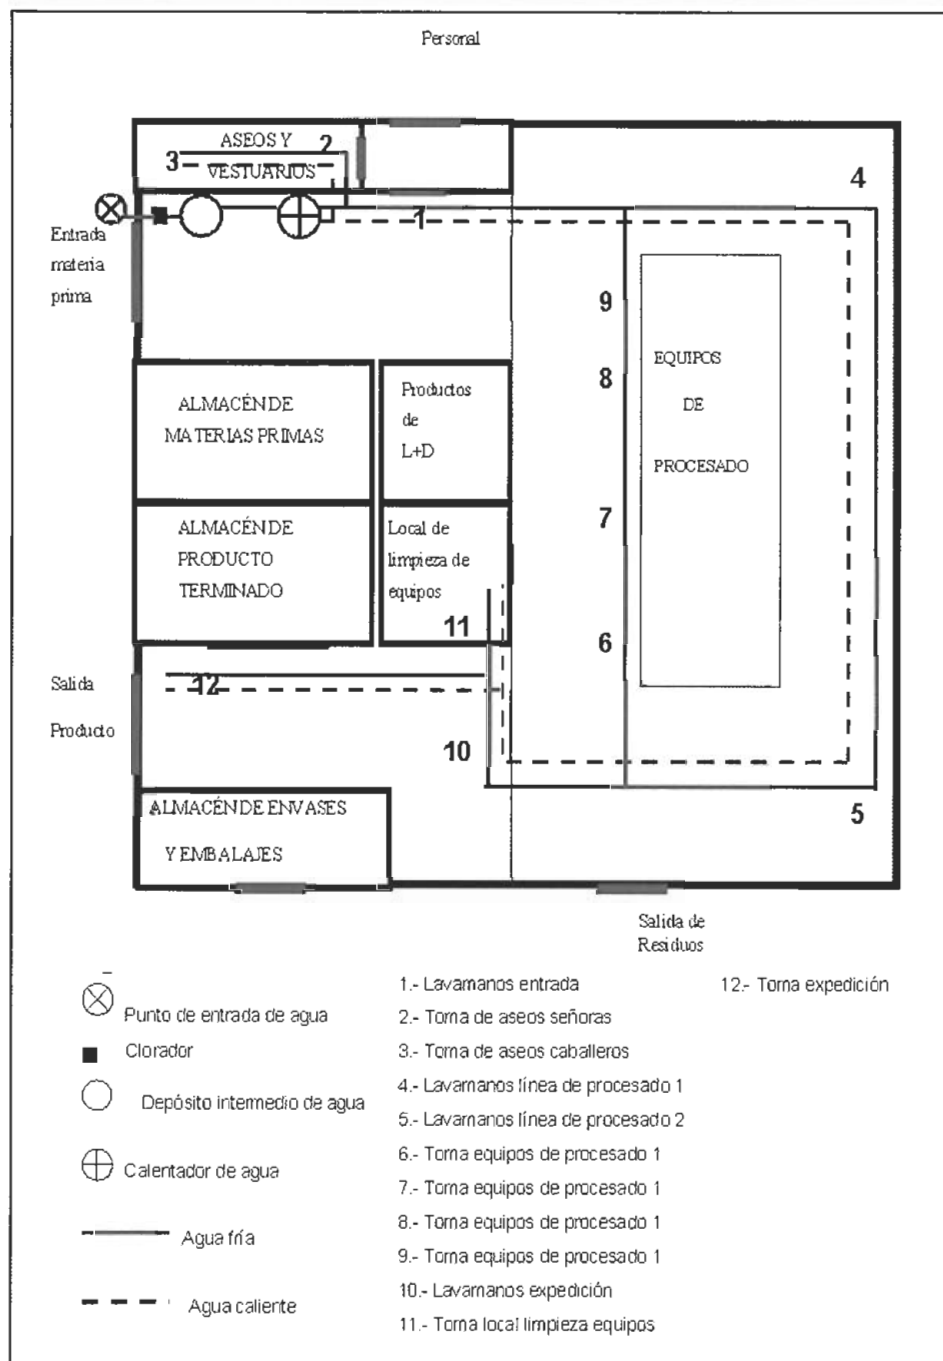 Personal
ASEOS Y
2
3
VESTUARIOS
4
1
Entrada
materia
prima
9
EQUIPOS
8
DE
PROCESADO
ALMACÉN DE
MATERIAS PRIMAS
Productos
de
L+D
7
ALMACÉN DE
PRODUCTO
TERMINADO
Local de
limpieza de
equipos
11
6
Salida
Producto
12
10
ALMACÉN DE ENVASES
Y EMBALAJES
5
Salida de
Residuos
Punto de entrada de agua
Clorador
Depósito intermedio de agua
Calentador de agua
Agua fría
Agua caliente
1.- Lavamanos entrada
2.- Toma de aseos señoras
3.- Toma de aseos caballeros
4.- Lavamanos línea de procesado 1
5.- Lavamanos línea de procesado 2
6.- Toma equipos de procesado 1
7.- Toma equipos de procesado 1
8.- Toma equipos de procesado 1
9.- Toma equipos de procesado 1
10.- Lavamanos expedición
11.- Toma local limpieza equipos
12.- Toma expedición